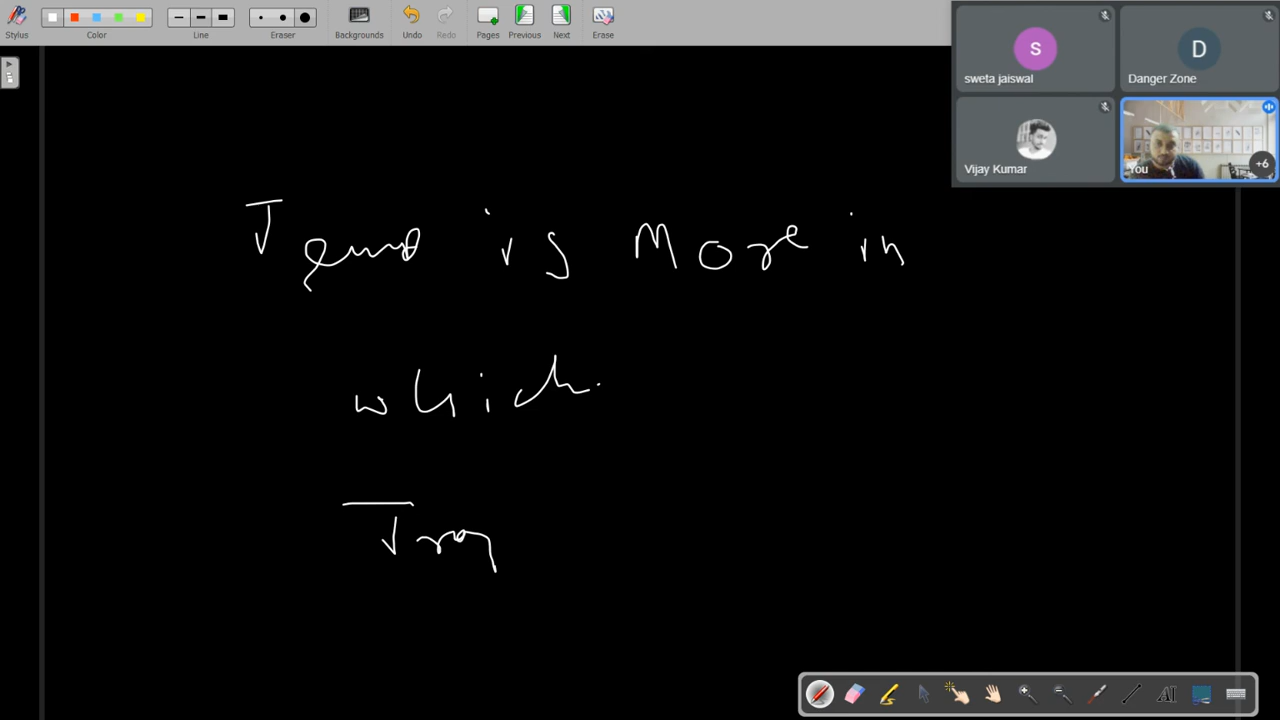 Stylus
Color
Line
Eraser
Backgrounds
Undo
Redo
Pages
Previous
Next
Erase
S
sweta jaiswal
D
Danger Zone
Vijay Kumar
You
+6
is More in
which
AI